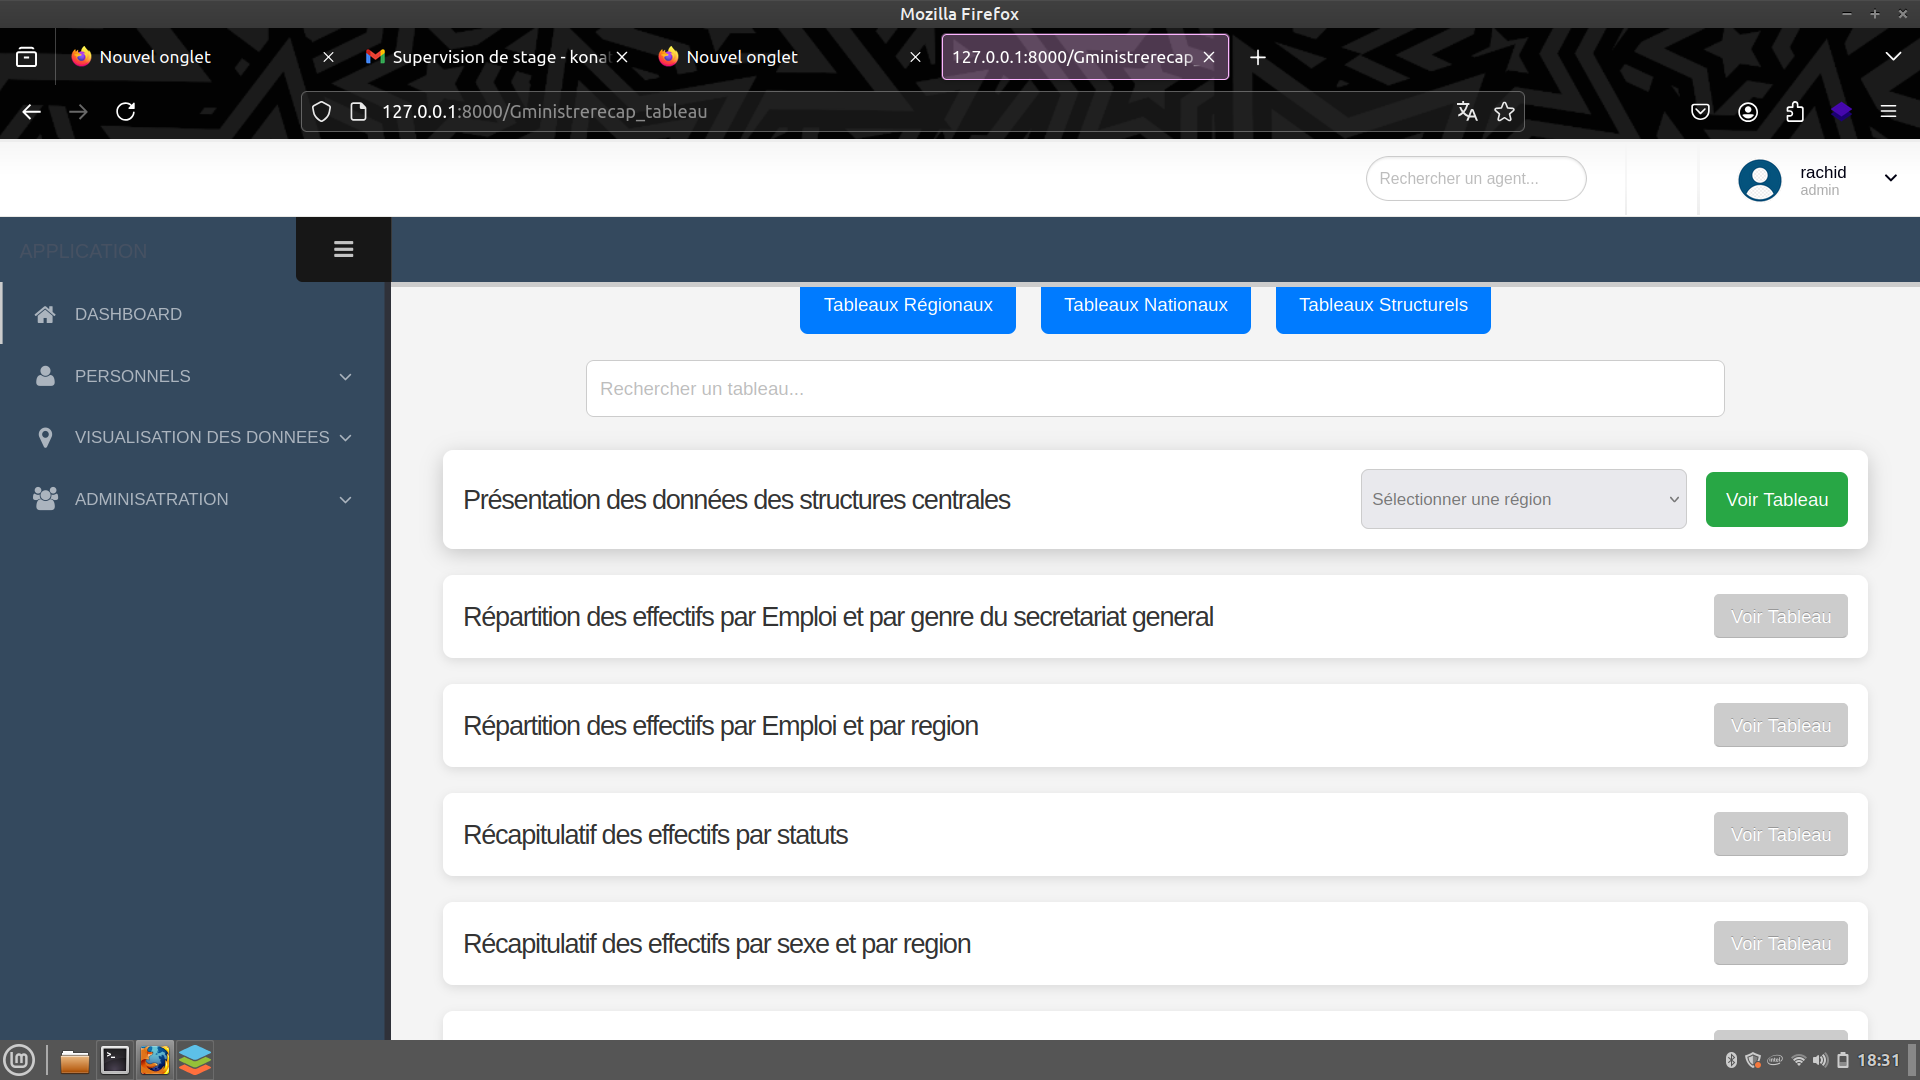 Mozilla Firefox
Nouvel onglet
Supervision de stage - kona
Nouvel onglet
127.0.0.1:8000/Gministrerecap_
127.0.0.1:8000/Gministrerecap_tableau
Rechercher un agent...
rachid
admin
APPLICATION
DASHBOARD
PERSONNELS
VISUALISATION DES DONNEES
ADMINISATRATION
Tableaux Régionaux
Tableaux Nationaux
Tableaux Structurels
Rechercher un tableau...
Présentation des données des structures centrales
Sélectionner une région
Voir Tableau
Répartition des effectifs par Emploi et par genre du secretariat general
Voir Tableau
Répartition des effectifs par Emploi et par region
Voir Tableau
Récapitulatif des effectifs par statuts
Voir Tableau
Récapitulatif des effectifs par sexe et par region
Voir Tableau
18:31